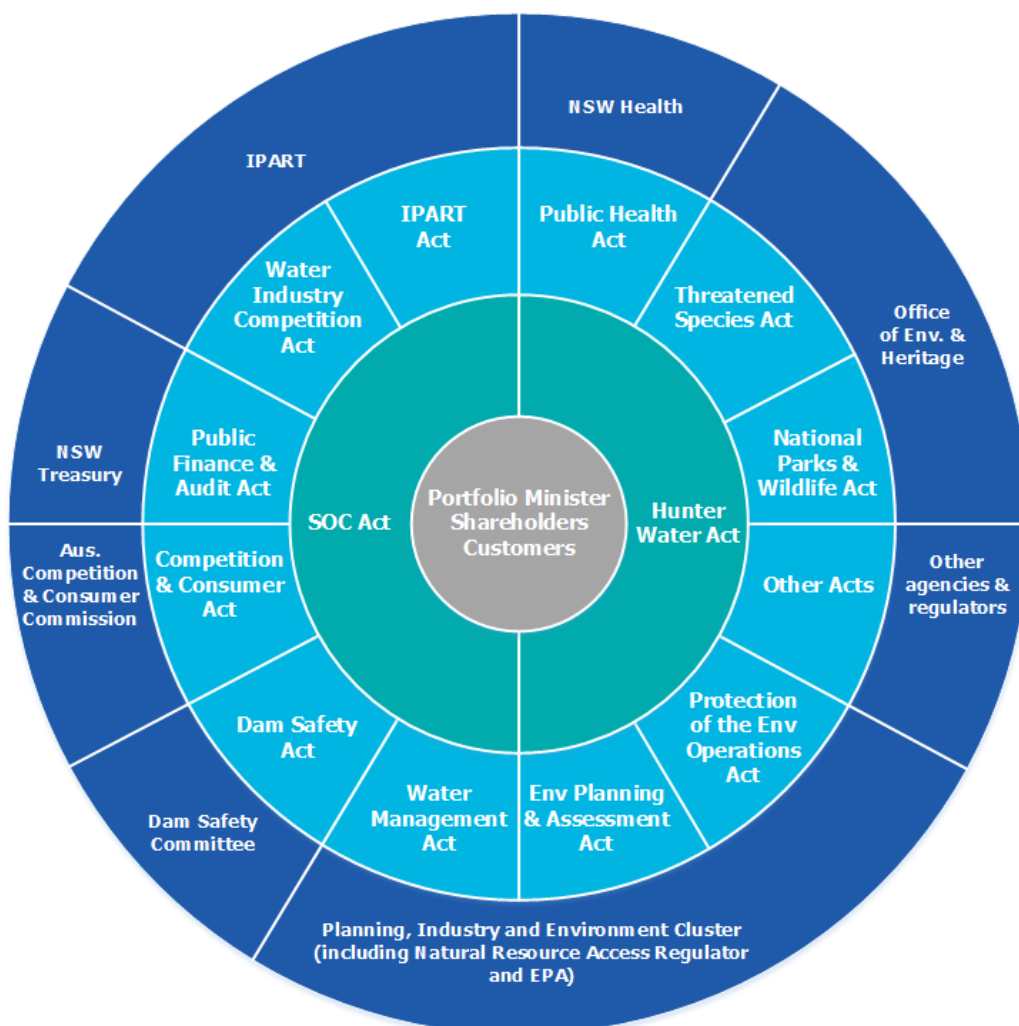 NSW Health
IPART
IPART
Act
Public Health
Act
Water
Industry
Competition
Act
Threatened
Species Act
Office
of Env. &
Heritage
NSW
Treasury
Public
Finance &
Audit Act
National
Parks &
Wildlife Act
SOC Act
Portfolio Minister
Shareholders
Customers
Hunter
Water Act
Aus.
Competition
& Consumer
Commission
Competition
& Consumer
Act
Other Acts
Other
agencies &
regulators
Dam Safety
Act
Protection
of the Env
Operations
Act
Water
Management
Act
Env Planning
& Assessment
Act
Dam Safety
Committee
Planning, Industry and Environment Cluster
(including Natural Resource Access Regulator
and EPA)